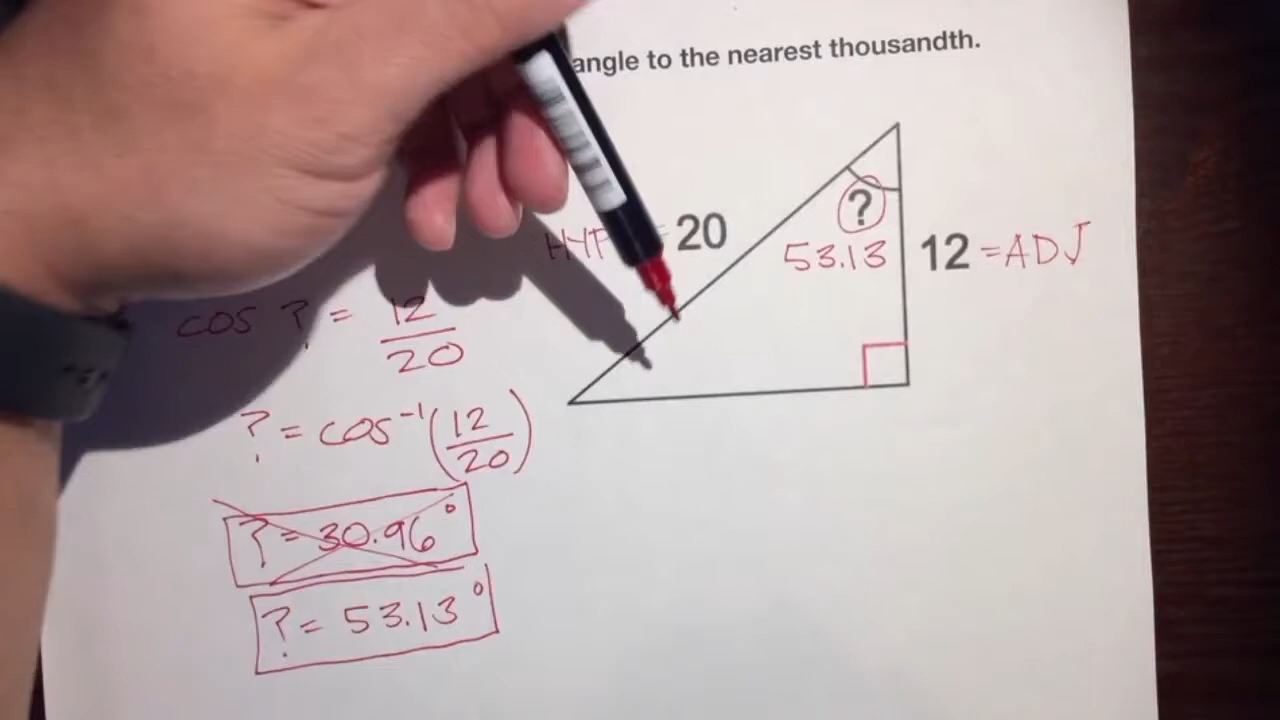 angle to the nearest thousandth.
?
HYP = 20
53.13
12 = ADJ
cos ? = 12/20
? = cos⁻¹(12/20)
? = 30.96°
? = 53.13°